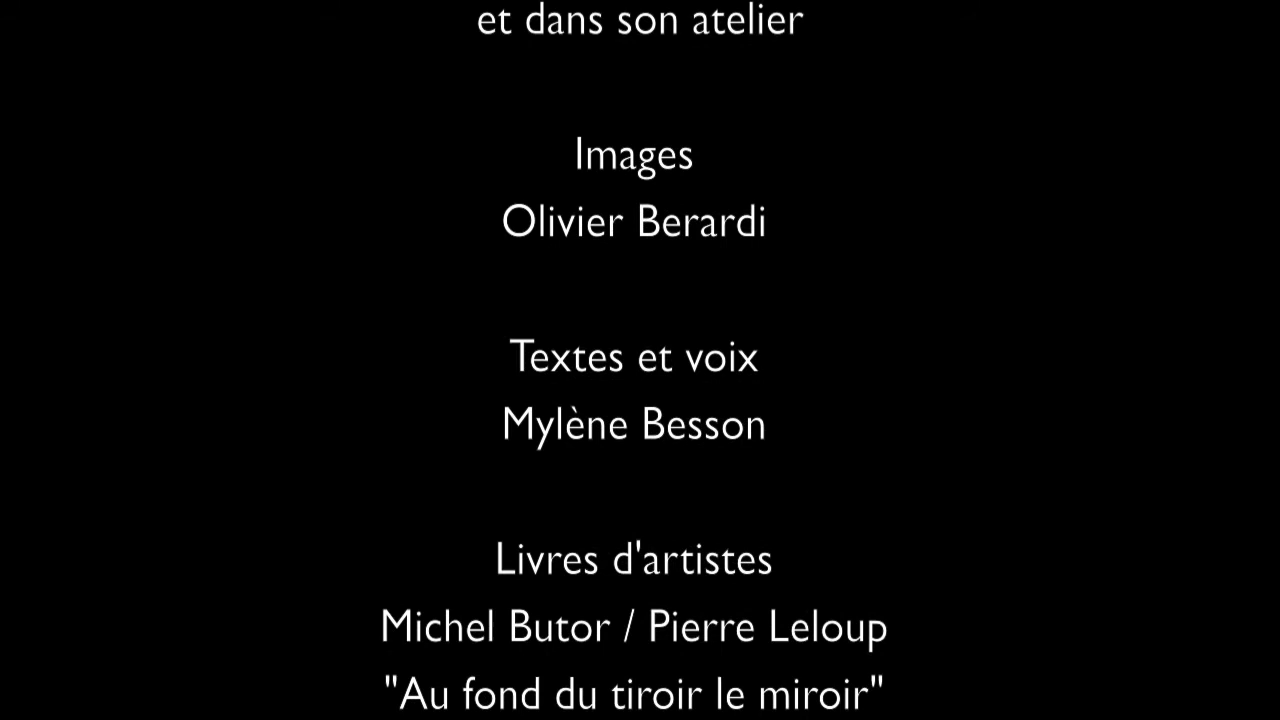 et dans son atelier
Images
Olivier Berardi
Textes et voix
Mylène Besson
Livres d'artistes
Michel Butor / Pierre Leloup
"Au fond du tiroir le miroir"